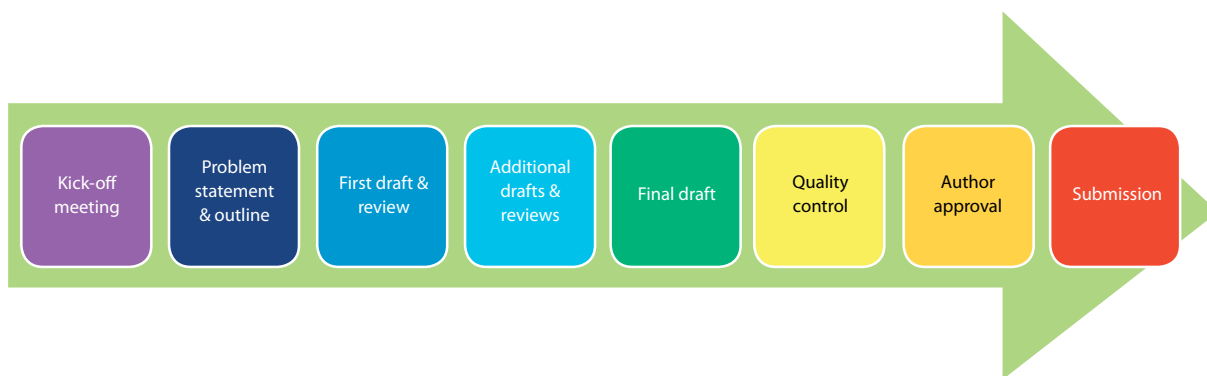 Kick-off
meeting
Problem
statement
& outline
First draft &
review
Additional
drafts &
reviews
Final draft
Quality
control
Author
approval
Submission